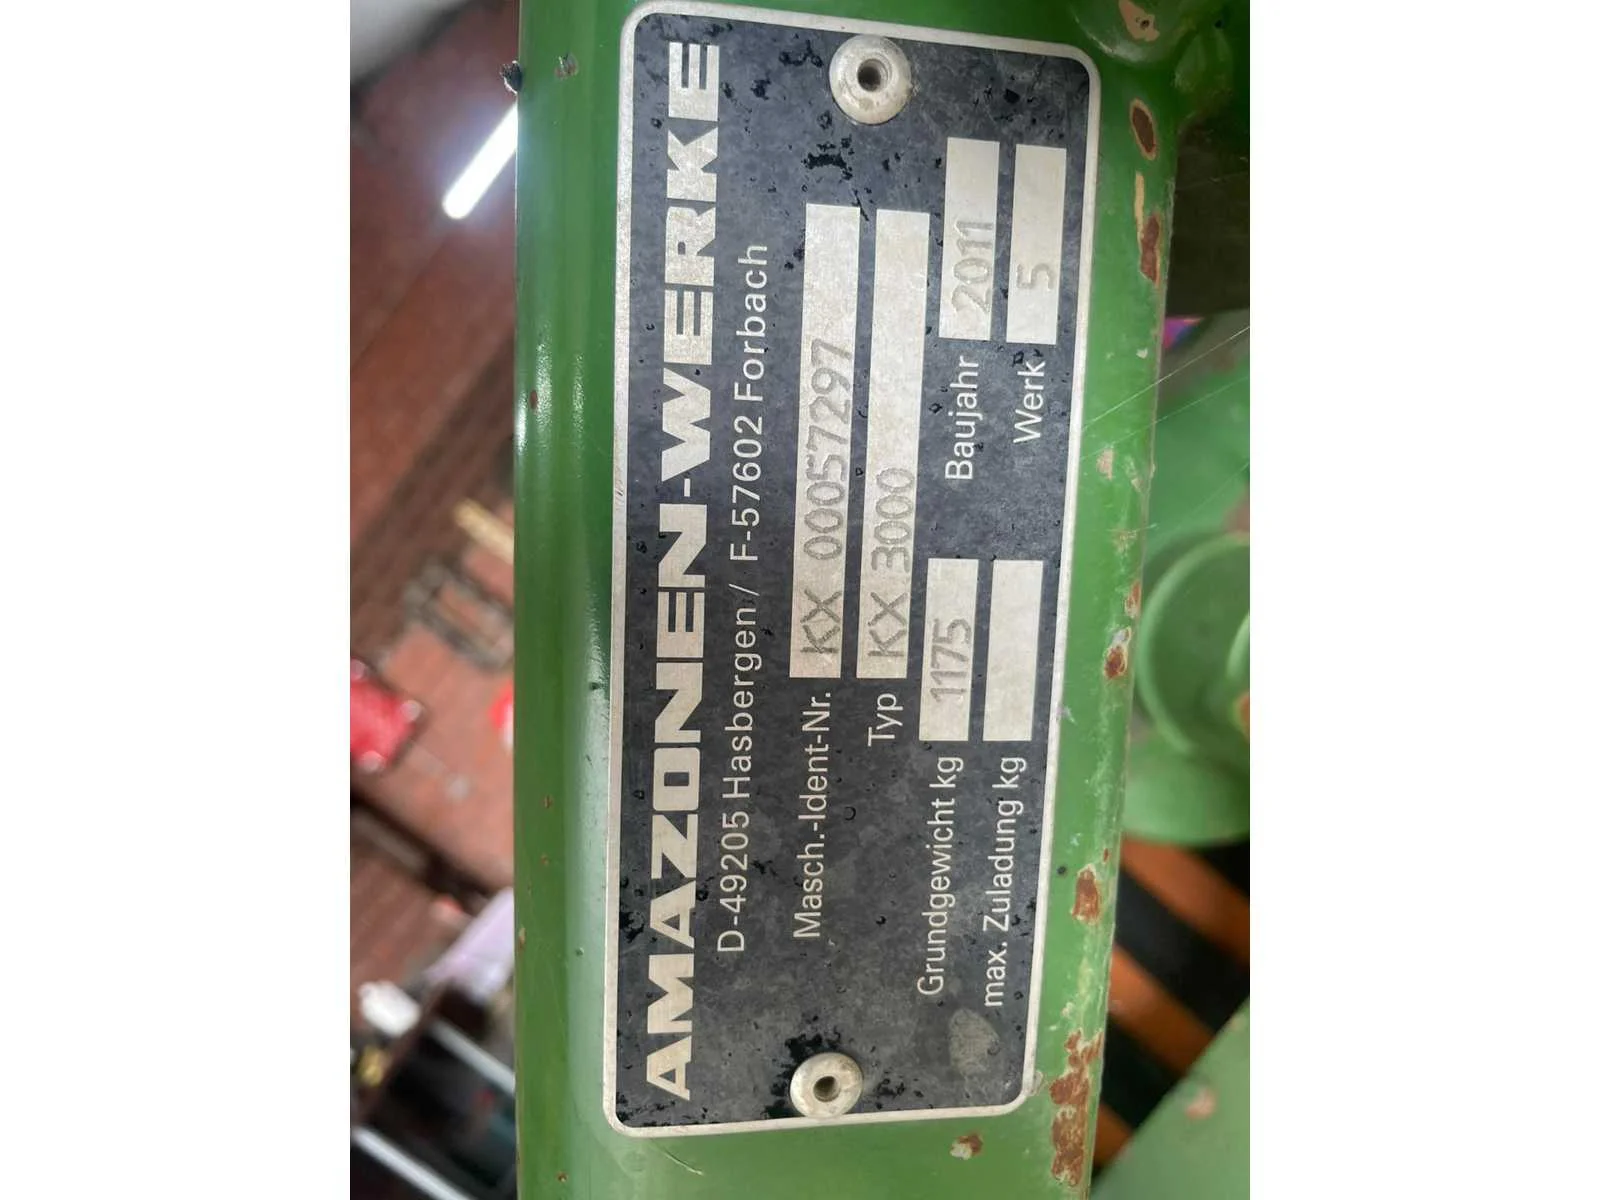 AMAZONEN-WERKE
D-49205 Hasbergen / F-57602 Forbach
Masch.-Ident-Nr. KX 00057297
Typ KX 3000
Grundgewicht kg 1175 Baujahr 2011
max. Zuladung kg Werk 5